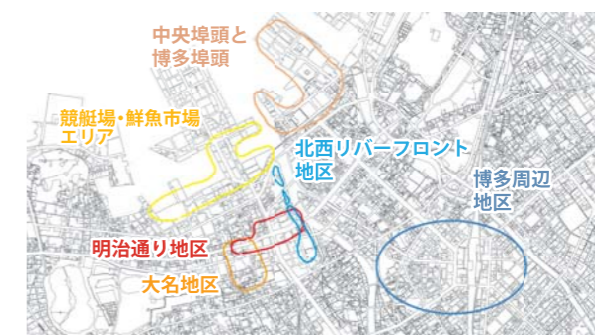 中央埠頭と
博多埠頭
競艇場・鮮魚市場
エリア
北西リバーフロント
地区
博多周辺
地区
明治通り地区
大名地区